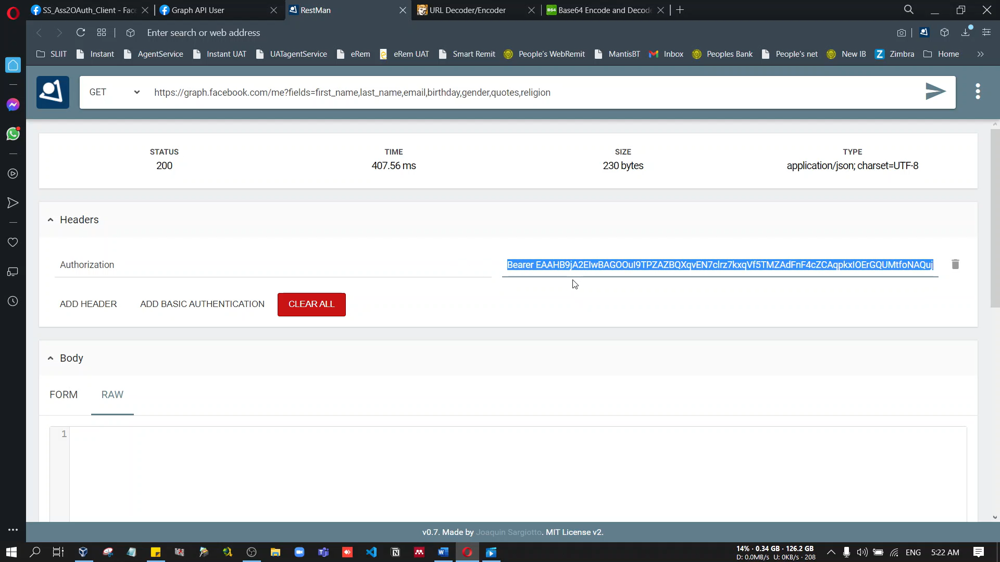 SS_Ass2OAuth_Client - Fac
Graph API User
RestMan
URL Decoder/Encoder
B64 Base64 Encode and Decod
Enter search or web address
SLIIT
Instant
AgentService
Instant UAT
UATagentService
eRem
eRem UAT
Smart Remit
People's WebRemit
MantisBT
Inbox
Peoples Bank
People's net
New IB
Z Zimbra
Home
GET
https://graph.facebook.com/me?fields=first_name,last_name,email,birthday,gender,quotes,religion
STATUS
200
TIME
407.56 ms
SIZE
230 bytes
TYPE
application/json; charset=UTF-8
Headers
Authorization
Bearer EAAHB9jA2EIwBAGOOuI9TPZAZBQXqvEN7cIrz7kxqVf5TMZAdFnF4cZCAqpkxIOErGQUMtfoNAQuj
ADD HEADER
ADD BASIC AUTHENTICATION
CLEAR ALL
Body
FORM
RAW
1
v0.7. Made by Joaquin Sargiotto. MIT License v2.
14% · 0.34 GB · 126.2 GB
D: 0.0MB/s U: 0KB/s · 208
ENG
5:22 AM